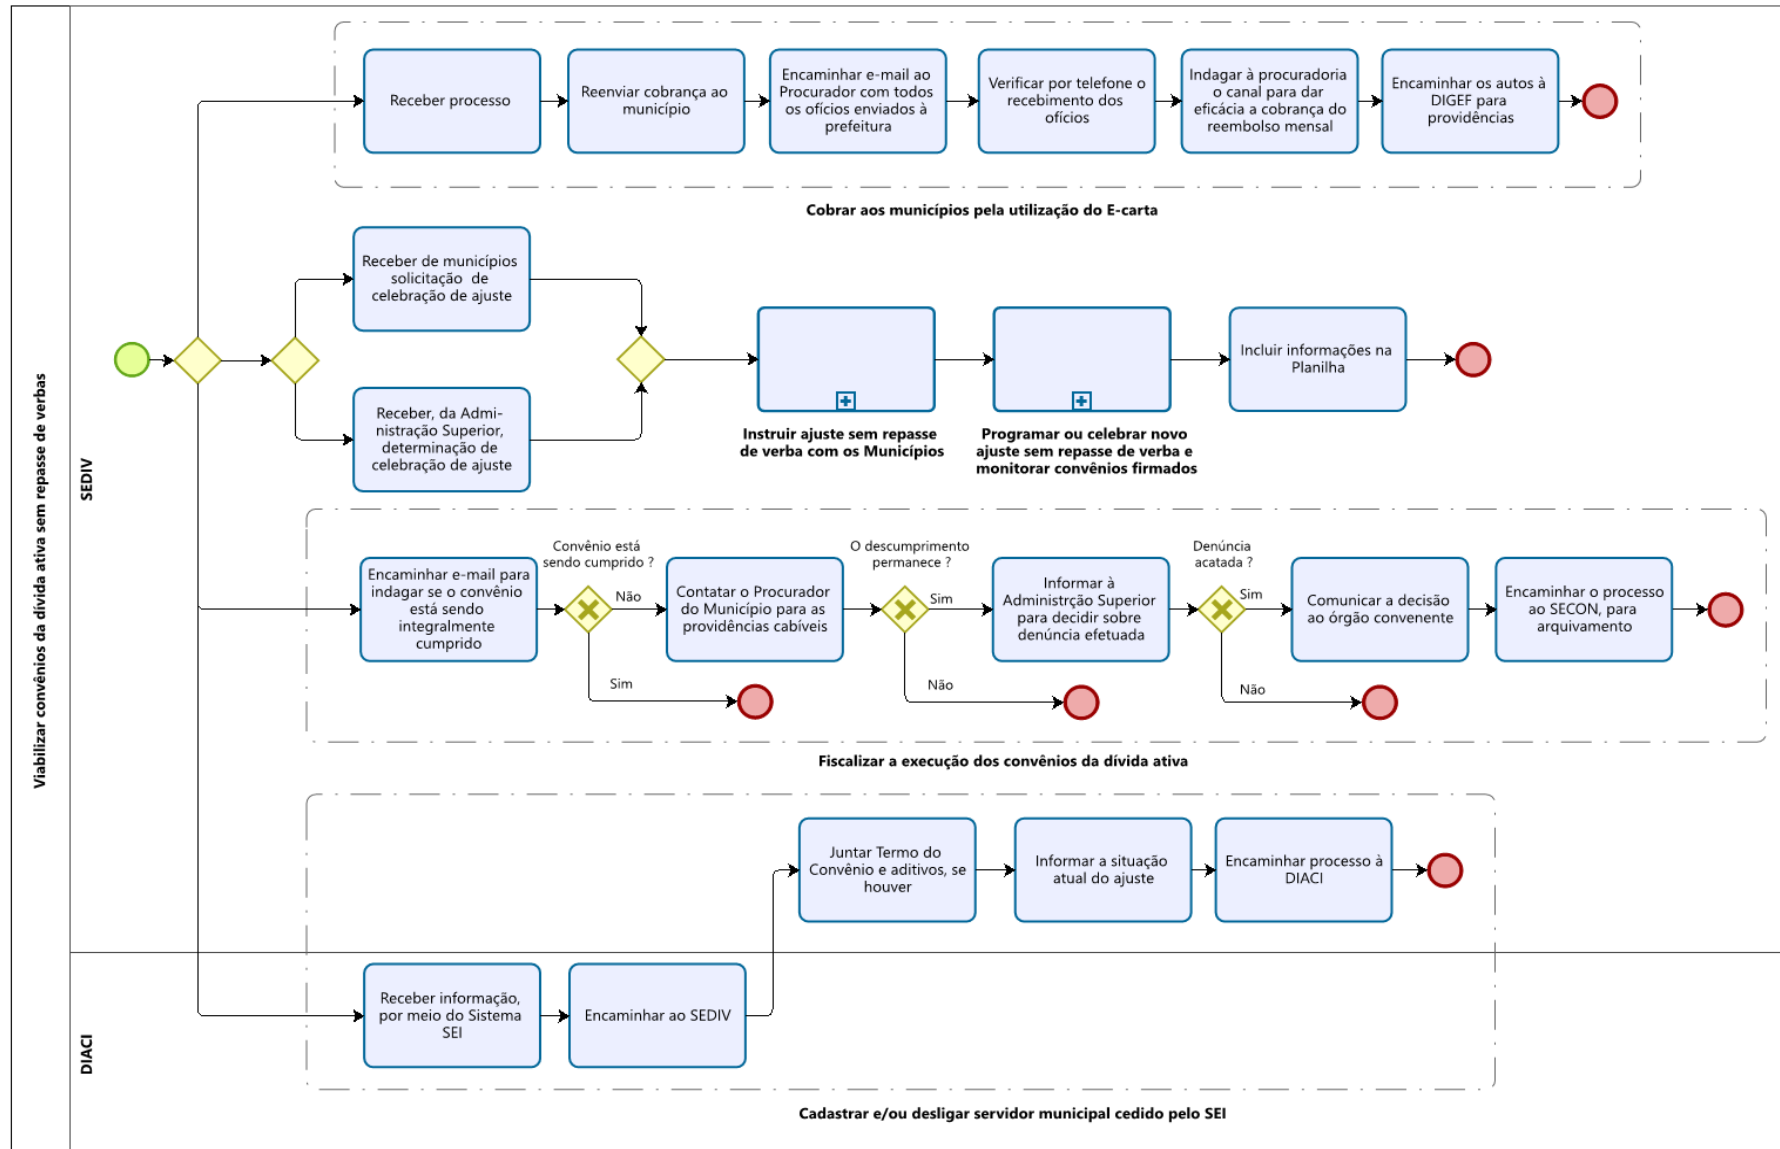 Viabilizar convênios da dívida ativa sem repasse de verbas
SEDIV
Receber processo
Reenviar cobrança ao
município
Encaminhar e-mail ao
Procurador com todos
os ofícios enviados à
prefeitura
Verificar por telefone o
recebimento dos
ofícios
Indagar à procuradoria
o canal para dar
eficácia a cobrança do
reembolso mensal
Encaminhar os autos à
DIGEF para
providências
Cobrar aos municípios pela utilização do E-carta
Receber de municípios
solicitação de
celebração de ajuste
Receber, da Admi-
nistração Superior,
determinação de
celebração de ajuste
Instruir ajuste sem repasse
de verba com os Municípios
Programar ou celebrar novo
ajuste sem repasse de verba e
monitorar convênios firmados
Incluir informações na
Planilha
Encaminhar e-mail para
indagar se o convênio
está sendo
integralmente
cumprido
Convênio está
sendo cumprido ?
Não
Sim
Contatar o Procurador
do Município para as
providências cabíveis
O descumprimento
permanece ?
Sim
Não
Informar à
Administrção Superior
para decidir sobre
denúncia efetuada
Denúncia
acatada ?
Sim
Não
Comunicar a decisão
ao órgão convenente
Encaminhar o processo
ao SECON, para
arquivamento
Fiscalizar a execução dos convênios da dívida ativa
Juntar Termo do
Convênio e aditivos, se
houver
Informar a situação
atual do ajuste
Encaminhar processo à
DIACI
DIACI
Receber informação,
por meio do Sistema
SEI
Encaminhar ao SEDIV
Cadastrar e/ou desligar servidor municipal cedido pelo SEI